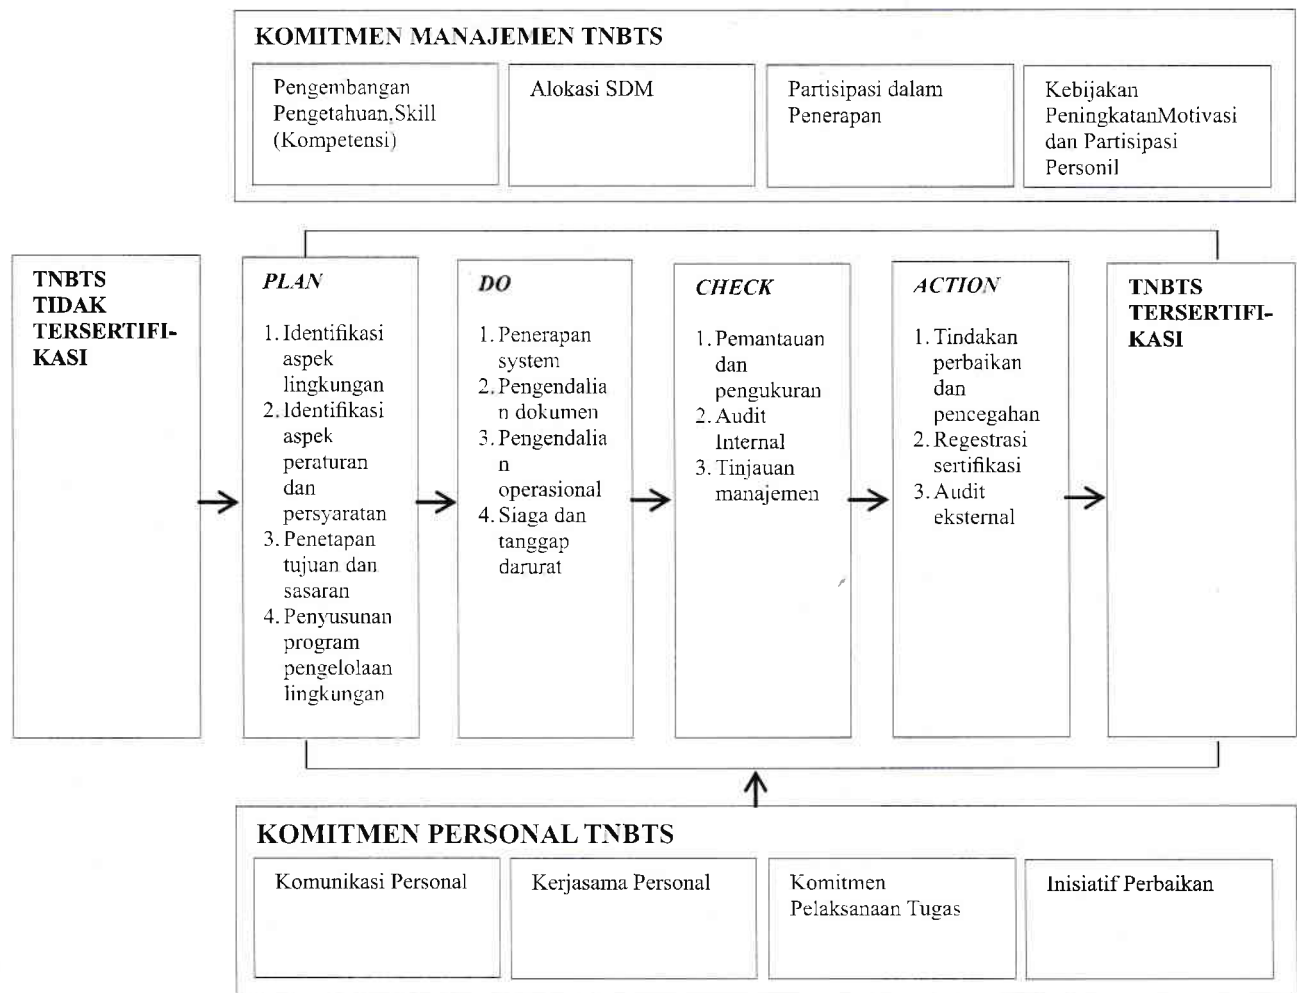 KOMITMEN MANAJEMEN TNBTS
Pengembangan
Pengetahuan,Skill
(Kompetensi)
Alokasi SDM
Partisipasi dalam
Penerapan
Kebijakan
PeningkatanMotivasi
dan Partisipasi
Personil
TNBTS
TIDAK
TERSERTIFI-
KASI
PLAN
1. Identifikasi
aspek
lingkungan
2. Identifikasi
aspek
peraturan
dan
persyaratan
3. Penetapan
tujuan dan
sasaran
4. Penyusunan
program
pengelolaan
lingkungan
DO
1. Penerapan
system
2. Pengendalia
n dokumen
3. Pengendalia
n
operasional
4. Siaga dan
tanggap
darurat
CHECK
1. Pemantauan
dan
pengukuran
2. Audit
Internal
3. Tinjauan
manajemen
ACTION
1. Tindakan
perbaikan
dan
pencegahan
2. Regestrasi
sertifikasi
3. Audit
eksternal
TNBTS
TERSERTIFI-
KASI
KOMITMEN PERSONAL TNBTS
Komunikasi Personal
Kerjasama Personal
Komitmen
Pelaksanaan Tugas
Inisiatif Perbaikan